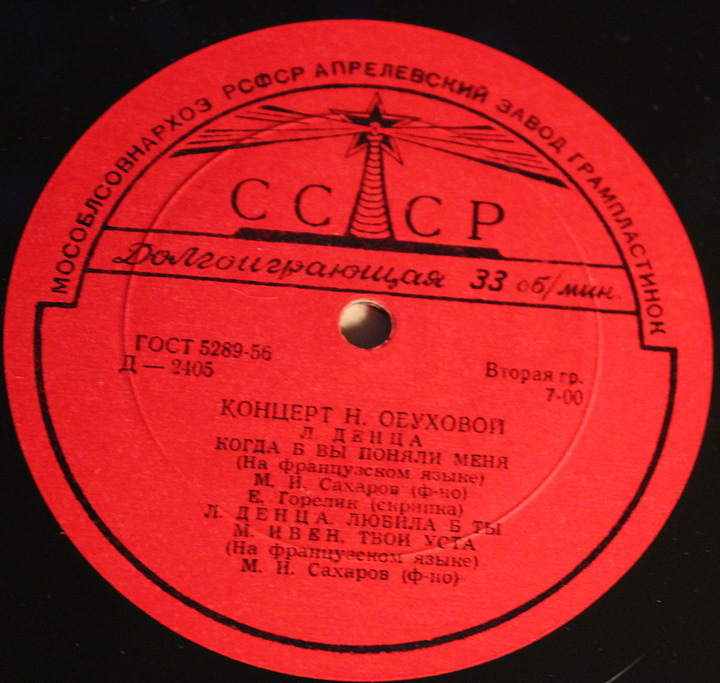 МОСОБЛСОВНАРХОЗ РСФСР АПРЕЛЕВСКИЙ ЗАВОД ГРАМПЛАСТИНОК
СССР
Долгоиграющая 33 об/мин.
ГОСТ 5289-56
Д — 2405
Вторая гр.
7-00
КОНЦЕРТ Н. ОБУХОВОЙ
Л. ДЕНЦА
КОГДА Б ВЫ ПОНЯЛИ МЕНЯ
(На французском языке)
М. И. Сахаров (ф-но)
Е. Горелик (скрипка)
Л. ДЕНЦА. ЛЮБИЛА Б ТЫ
М. ИВЕН. ТВОИ УСТА
(На французском языке)
М. И. Сахаров (ф-но)